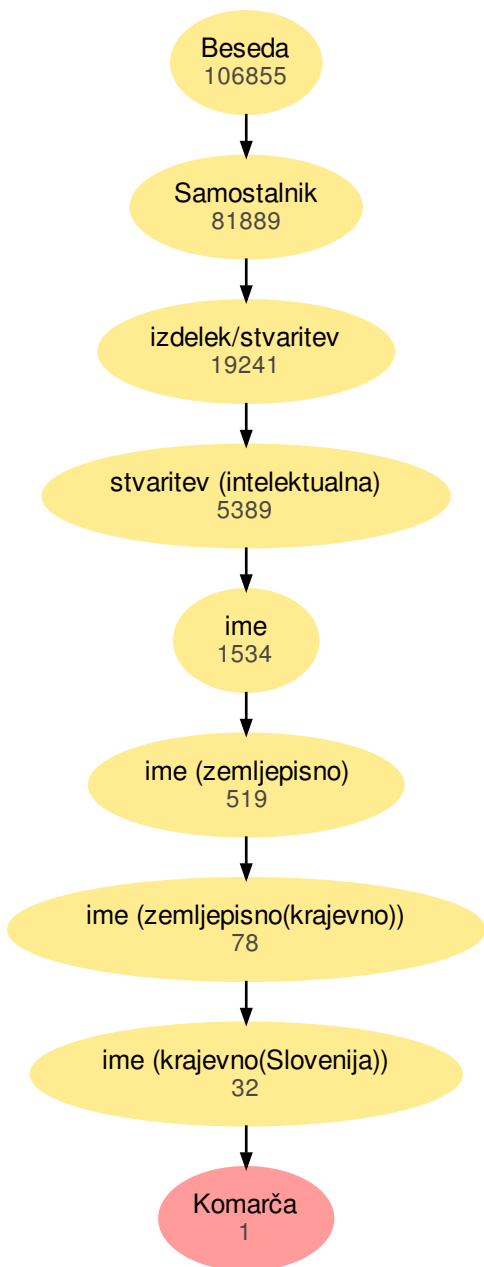 Beseda
106855
Samostalnik
81889
izdelek/stvaritev
19241
stvaritev (intelektualna)
5389
ime
1534
ime (zemljepisno)
519
ime (zemljepisno(krajevno))
78
ime (krajevno(Slovenija))
32
Komarča
1